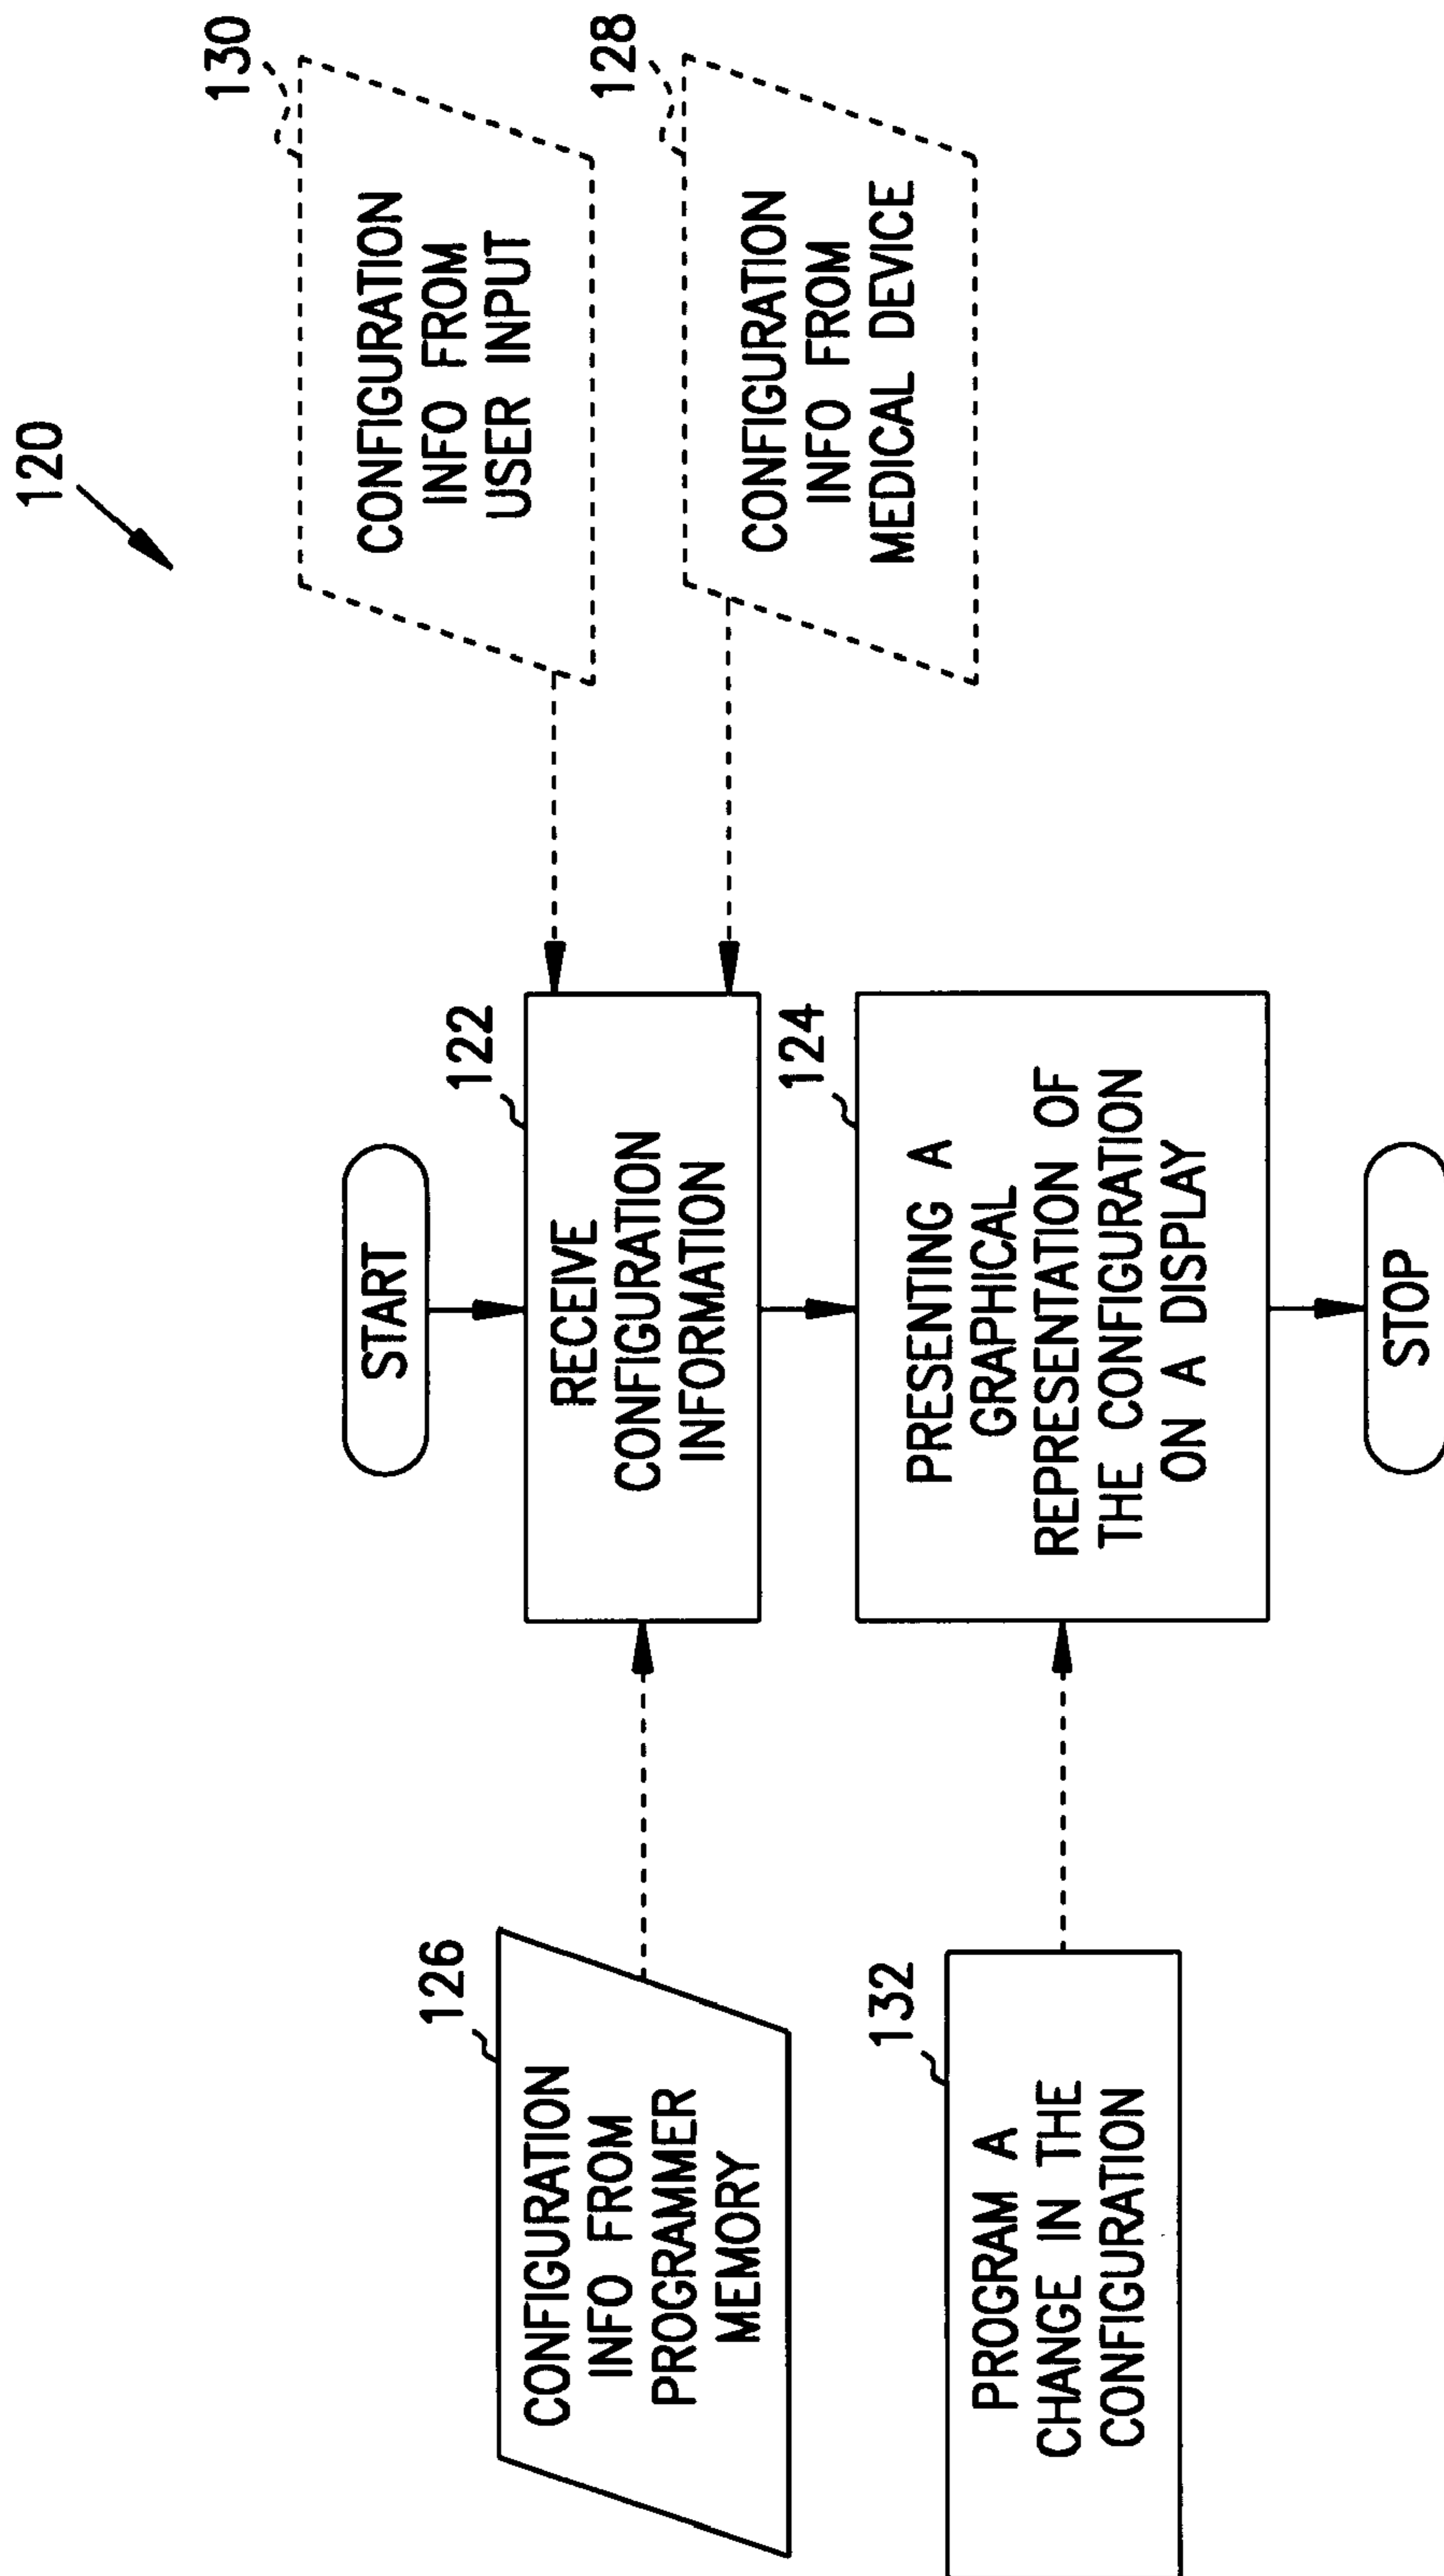 120
START
130
CONFIGURATION
INFO FROM
USER INPUT
122
RECEIVE
CONFIGURATION
INFORMATION
126
CONFIGURATION
INFO FROM
PROGRAMMER
MEMORY
128
CONFIGURATION
INFO FROM
MEDICAL DEVICE
124
PRESENTING A
GRAPHICAL
REPRESENTATION OF
THE CONFIGURATION
ON A DISPLAY
132
PROGRAM A
CHANGE IN THE
CONFIGURATION
STOP